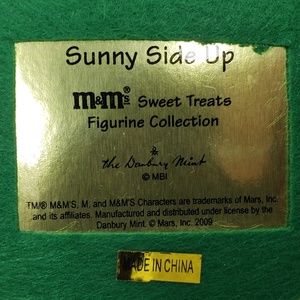 Sunny Side Up
m&m's Sweet Treats
Figurine Collection
the Danbury Mint
© MBI
TM/® M&M'S, M, and M&M'S Characters are trademarks of Mars, Inc.
and its affiliates. Manufactured and distributed under license by the
Danbury Mint. © Mars, Inc. 2009
MADE IN CHINA